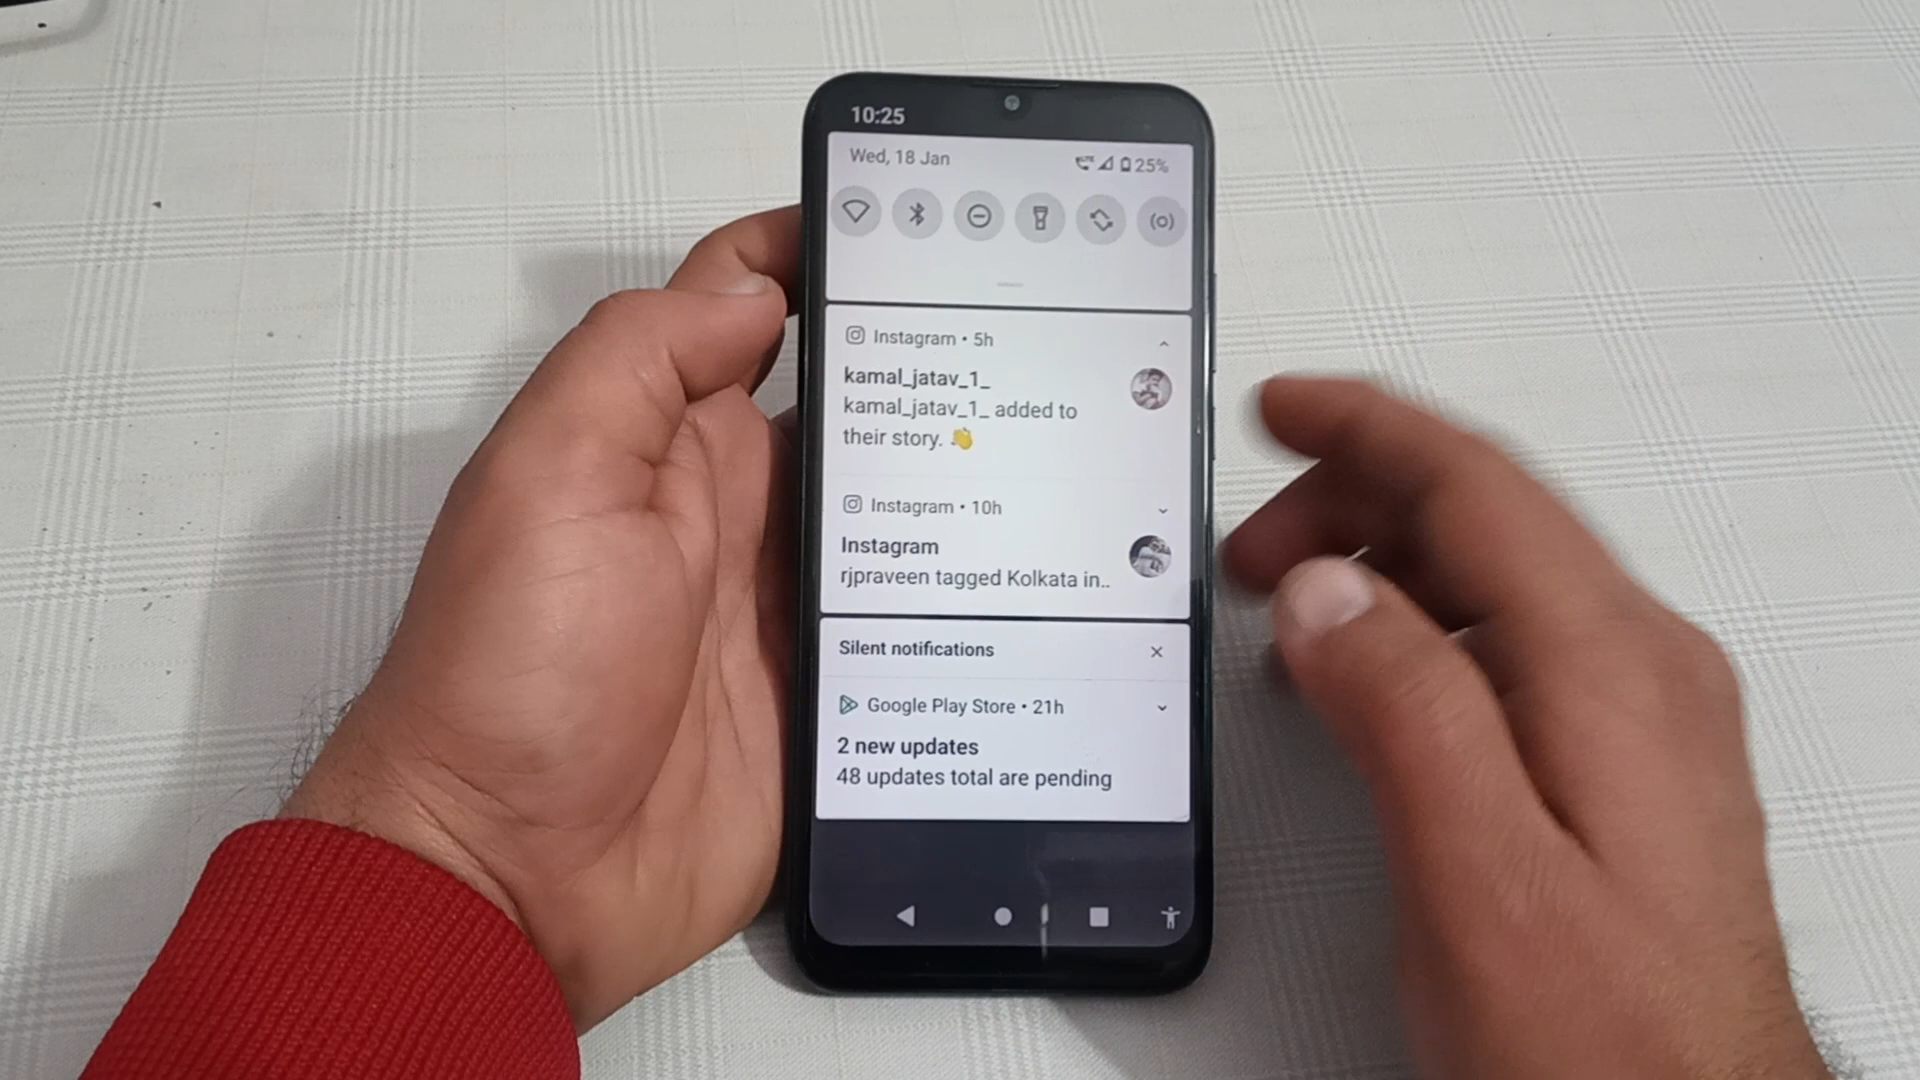 10:25
Wed, 18 Jan
25%
Instagram • 5h
kamal_jatav_1_
kamal_jatav_1_ added to
their story. 👏
Instagram • 10h
Instagram
rjpraveen tagged Kolkata in..
Silent notifications
Google Play Store • 21h
2 new updates
48 updates total are pending